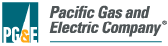 PG&E
Pacific Gas and
Electric Company®